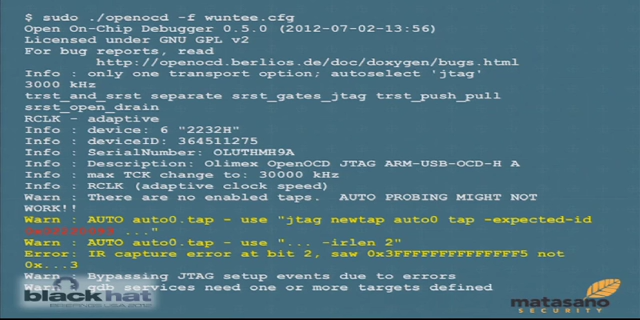 $ sudo ./openocd -f wuntee.cfg
Open On-Chip Debugger 0.5.0 (2012-07-02-13:56)
Licensed under GNU GPL v2
For bug reports, read
http://openocd.berlios.de/doc/doxygen/bugs.html
Info : only one transport option; autoselect 'jtag'
3000 kHz
trst_and_srst separate srst_gates_jtag trst_push_pull
srst_open_drain
RCLK - adaptive
Info : device: 6 "2232H"
Info : deviceID: 364511275
Info : SerialNumber: OLUTHMH9A
Info : Description: Olimex OpenOCD JTAG ARM-USB-OCD-H A
Info : max TCK change to: 30000 kHz
Info : RCLK (adaptive clock speed)
Warn : There are no enabled taps.  AUTO PROBING MIGHT NOT
WORK!!
Warn : AUTO auto0.tap - use "jtag newtap auto0 tap -expected-id
..."
Warn : AUTO auto0.tap - use "... -irlen 2"
Error: IR capture error at bit 2, saw 0x3FFFFFFFFFFFFFF5 not
0x...3
Warn : Bypassing JTAG setup events due to errors
Warn : gdb services need one or more targets defined
black hat
matasano
SECURITY